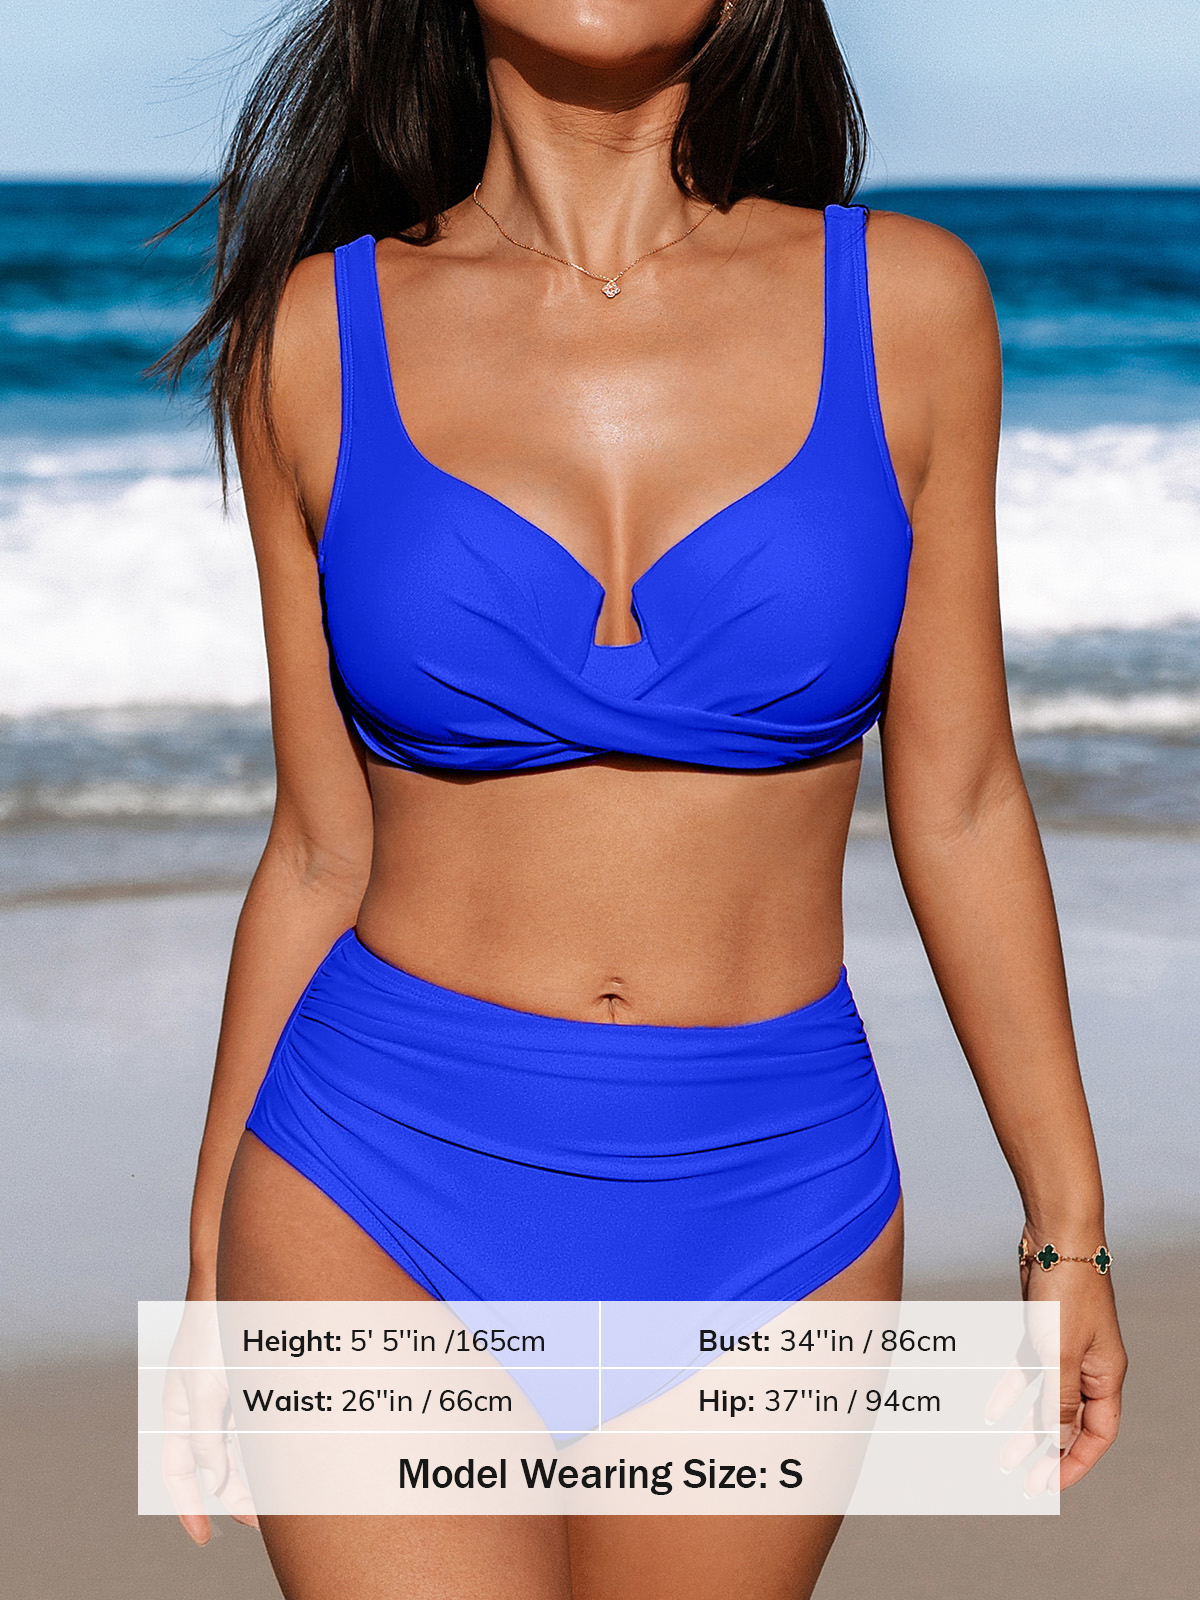 Height: 5' 5''in /165cm
Bust: 34''in / 86cm
Waist: 26''in / 66cm
Hip: 37''in / 94cm
Model Wearing Size: S